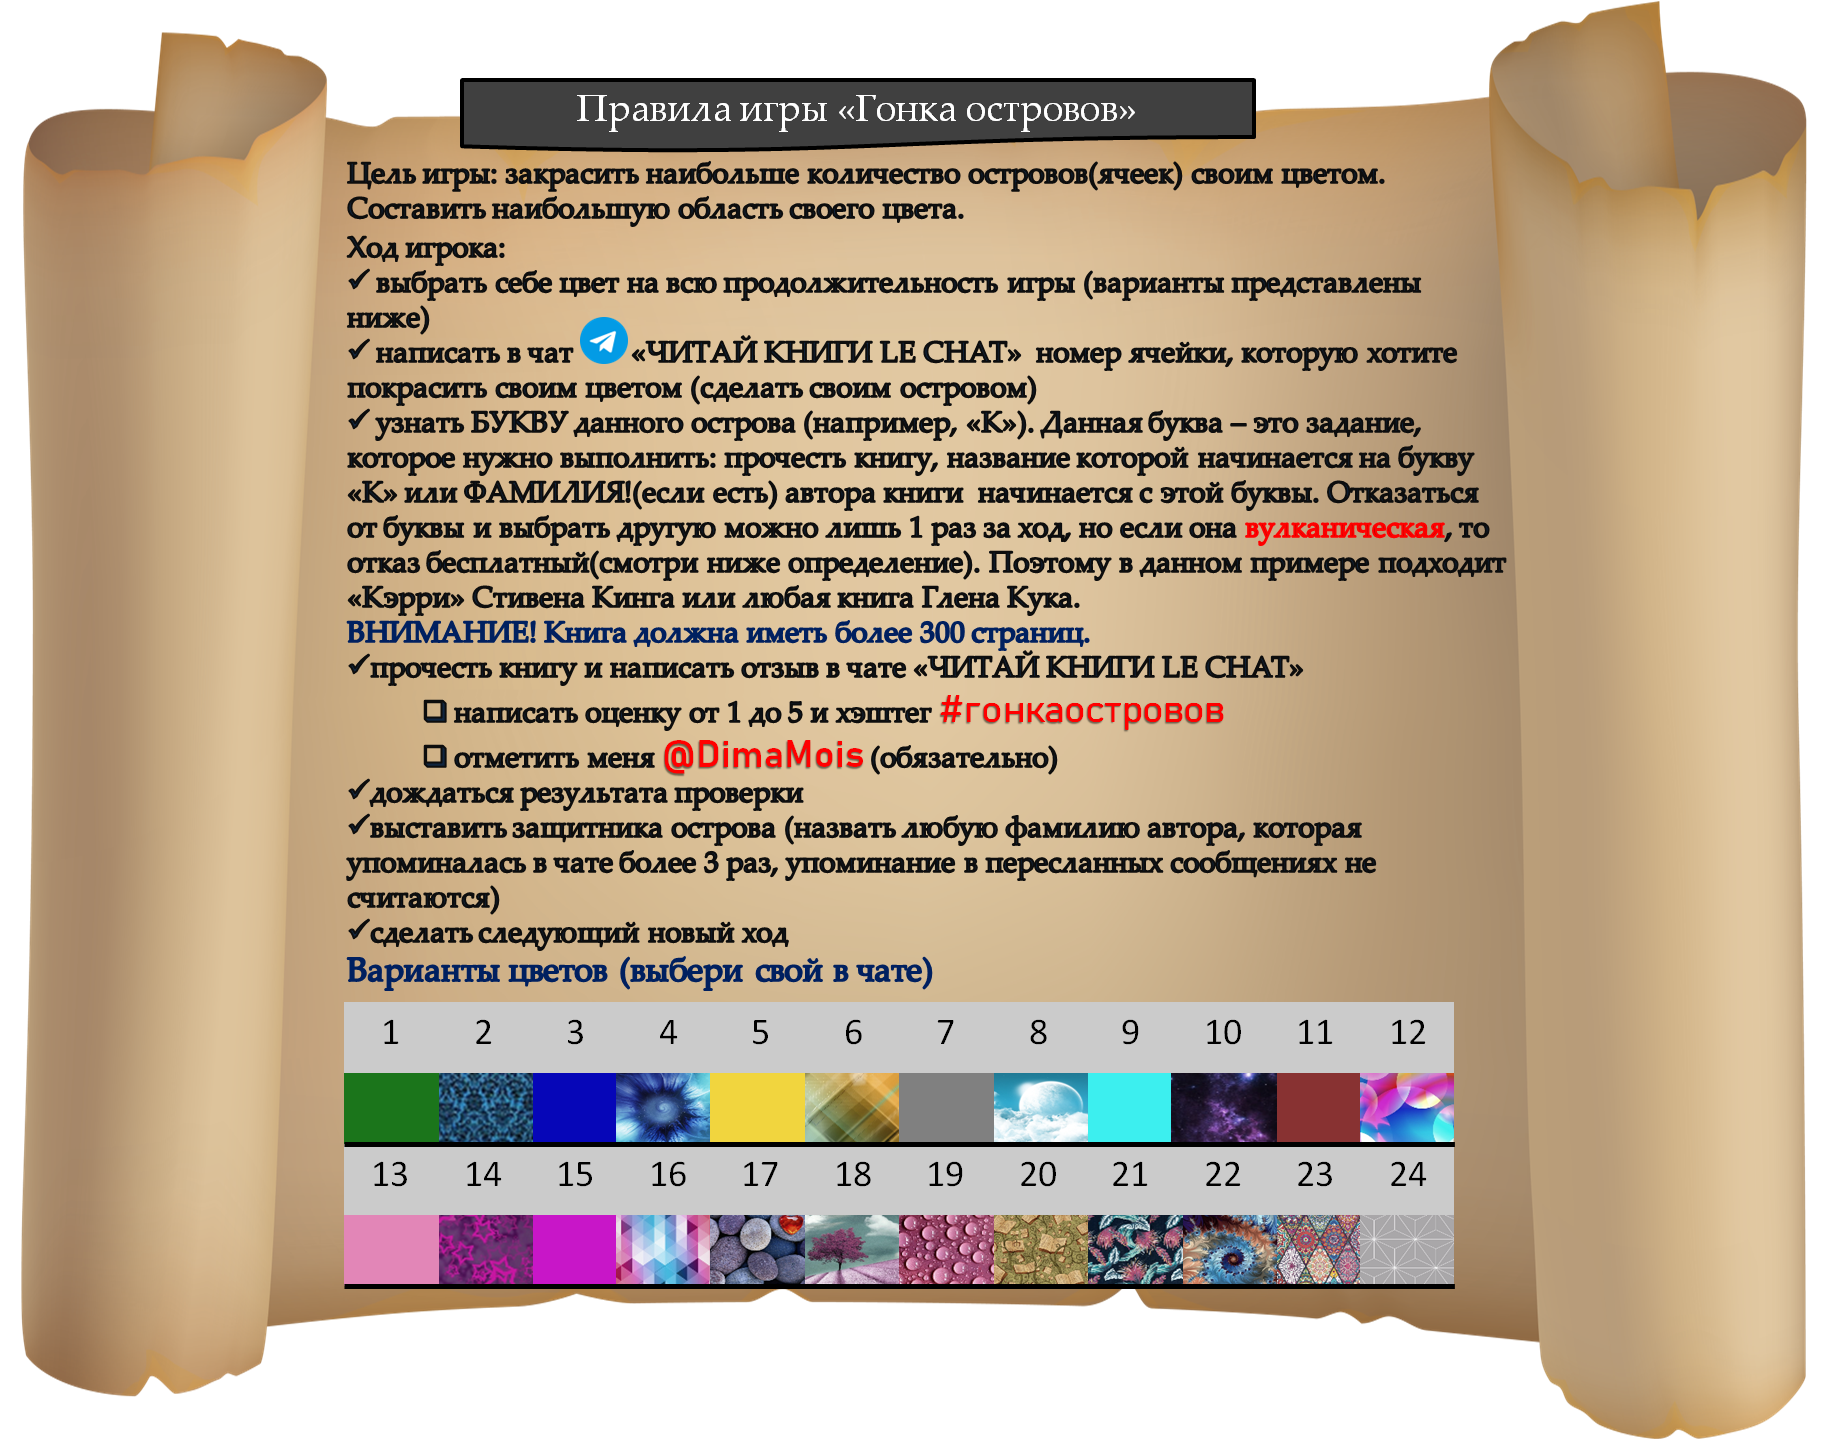 Правила игры «Гонка островов»
Цель игры: закрасить наибольше количество островов(ячеек) своим цветом.
Составить наибольшую область своего цвета.
Ход игрока:
✓ выбрать себе цвет на всю продолжительность игры (варианты представлены
ниже)
✓ написать в чат «ЧИТАЙ КНИГИ LE CHAT» номер ячейки, которую хотите
покрасить своим цветом (сделать своим островом)
✓ узнать БУКВУ данного острова (например, «К»). Данная буква – это задание,
которое нужно выполнить: прочесть книгу, название которой начинается на букву
«К» или ФАМИЛИЯ!(если есть) автора книги начинается с этой буквы. Отказаться
от буквы и выбрать другую можно лишь 1 раз за ход, но если она вулканическая, то
отказ бесплатный(смотри ниже определение). Поэтому в данном примере подходит
«Кэрри» Стивена Кинга или любая книга Глена Кука.
ВНИМАНИЕ! Книга должна иметь более 300 страниц.
✓прочесть книгу и написать отзыв в чате «ЧИТАЙ КНИГИ LE CHAT»
❑ написать оценку от 1 до 5 и хэштег #гонкаостровов
❑ отметить меня @DimaMois (обязательно)
✓дождаться результата проверки
✓выставить защитника острова (назвать любую фамилию автора, которая
упоминалась в чате более 3 раз, упоминание в пересланных сообщениях не
считаются)
✓сделать следующий новый ход
Варианты цветов (выбери свой в чате)
1 2 3 4 5 6 7 8 9 10 11 12
13 14 15 16 17 18 19 20 21 22 23 24